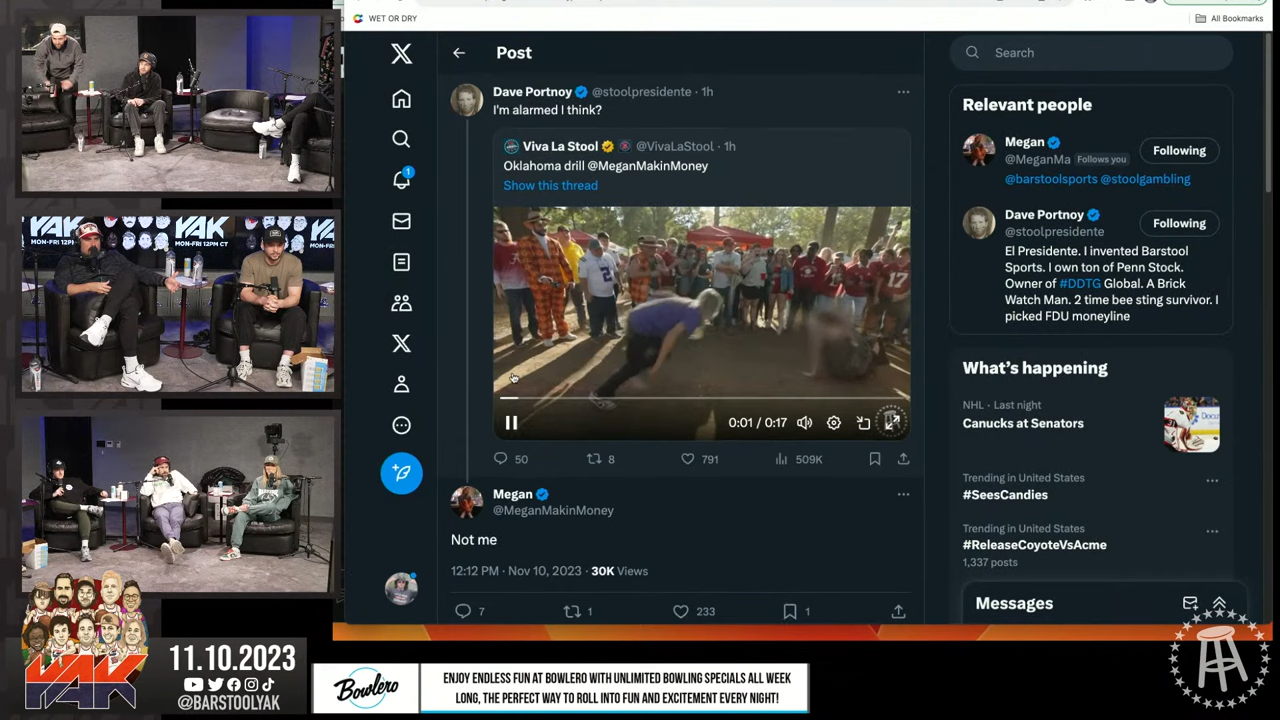 WET OR DRY
All Bookmarks
Post
Search
Dave Portnoy @stoolpresidente · 1h
I'm alarmed I think?
Viva La Stool @VivaLaStool · 1h
Oklahoma drill @MeganMakinMoney
Show this thread
0:01 / 0:17
50
8
791
509K
Megan
@MeganMakinMoney
Not me
12:12 PM · Nov 10, 2023 · 30K Views
7
1
233
1
Relevant people
Megan
@MeganMa Follows you
Following
@barstoolsports @stoolgambling
Dave Portnoy
@stoolpresidente
Following
El Presidente. I invented Barstool
Sports. I own ton of Penn Stock.
Owner of #DDTG Global. A Brick
Watch Man. 2 time bee sting survivor. I
picked FDU moneyline
What's happening
NHL · Last night
Canucks at Senators
Trending in United States
#SeesCandies
Trending in United States
#ReleaseCoyoteVsAcme
1,337 posts
Messages
1
2
17
YAK
MON-FRI 12PM CT
YAK
11.10.2023
@BARSTOOLYAK
Bowlero
ENJOY ENDLESS FUN AT BOWLERO WITH UNLIMITED BOWLING SPECIALS ALL WEEK
LONG, THE PERFECT WAY TO ROLL INTO FUN AND EXCITEMENT EVERY NIGHT!